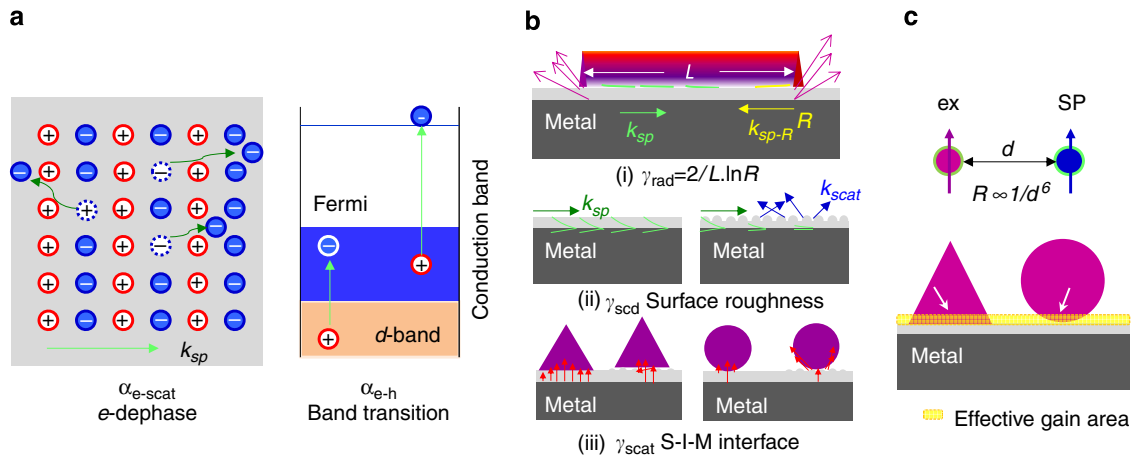 a
Fermi
d-band
Conduction band
k_sp
α_e-scat
e-dephase
α_e-h
Band transition
b
L
Metal
k_sp
k_sp-R
R
(i) γ_rad=2/L.lnR
k_sp
k_scat
Metal
Metal
(ii) γ_scd Surface roughness
Metal
Metal
(iii) γ_scat S-I-M interface
c
ex
SP
d
R ∞ 1/d^6
Metal
Effective gain area